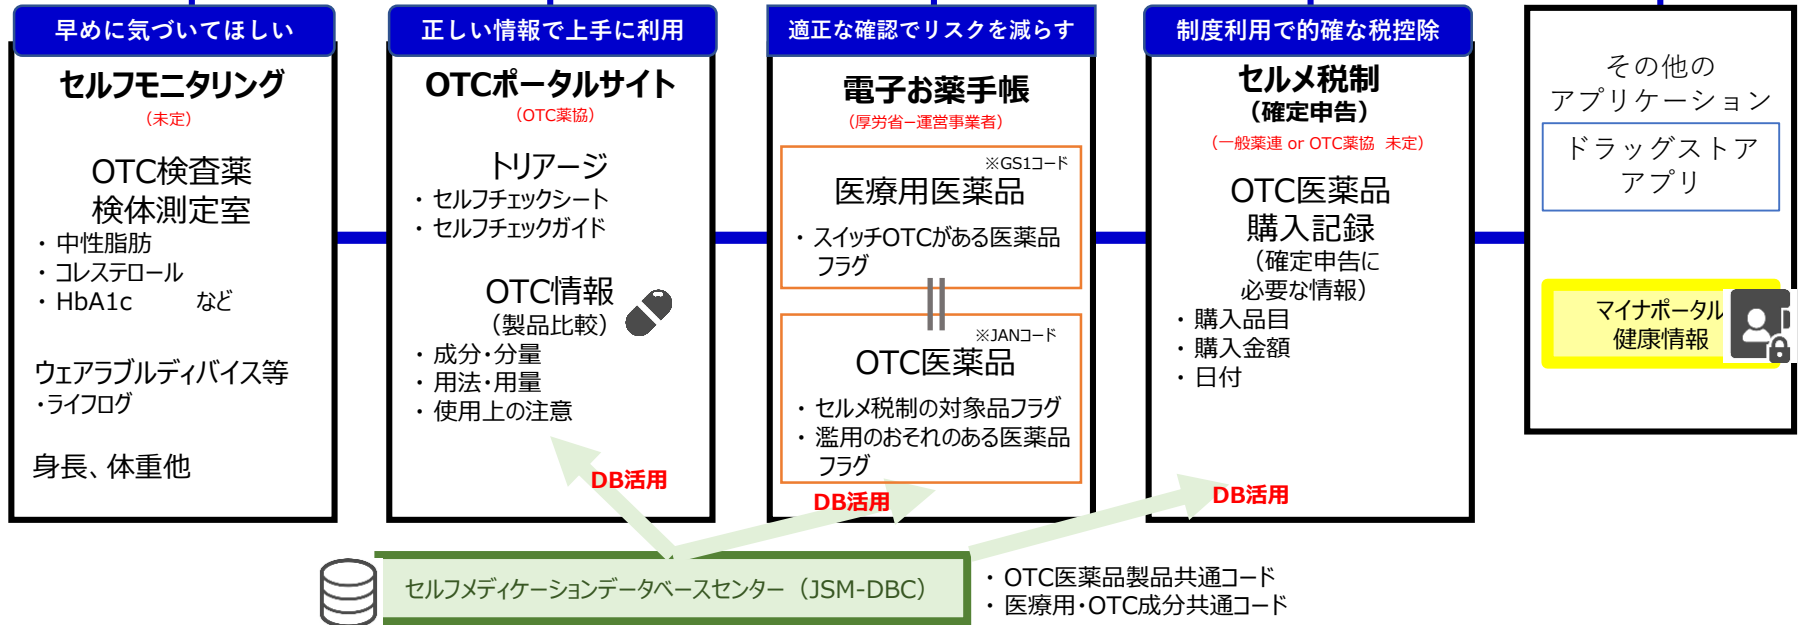 早めに気づいてほしい
セルフモニタリング
（未定）
OTC検査薬
検体測定室
・中性脂肪
・コレステロール
・HbA1c など
ウェアラブルディバイス等
・ライフログ
身長、体重他
正しい情報で上手に利用
OTCポータルサイト
（OTC薬協）
トリアージ
・セルフチェックシート
・セルフチェックガイド
OTC情報
（製品比較）
・成分・分量
・用法・用量
・使用上の注意
DB活用
適正な確認でリスクを減らす
電子お薬手帳
（厚労省−運営事業者）
※GS1コード
医療用医薬品
・スイッチOTCがある医薬品
フラグ
※JANコード
OTC医薬品
・セルメ税制の対象品フラグ
・濫用のおそれのある医薬品
フラグ
DB活用
制度利用で的確な税控除
セルメ税制
（確定申告）
（一般薬連 or OTC薬協 未定）
OTC医薬品
購入記録
（確定申告に
必要な情報）
・購入品目
・購入金額
・日付
DB活用
その他の
アプリケーション
ドラッグストア
アプリ
マイナポータル
健康情報
セルフメディケーションデータベースセンター（JSM-DBC）
・OTC医薬品製品共通コード
・医療用・OTC成分共通コード